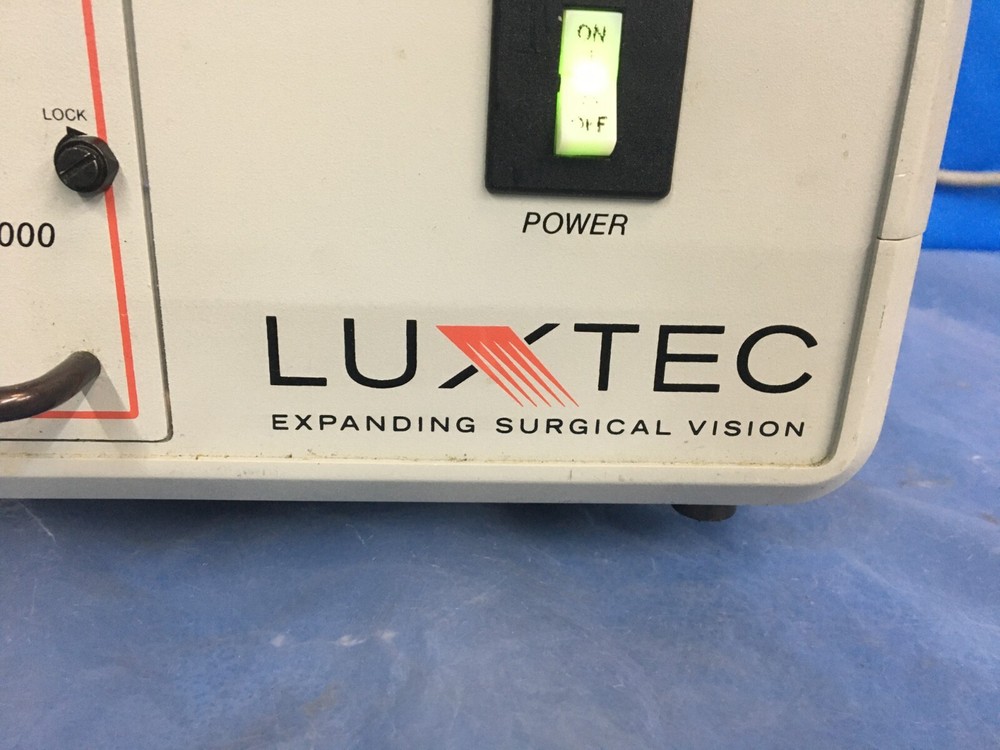 ON
OFF
LOCK
POWER
000
LUXTEC
EXPANDING SURGICAL VISION